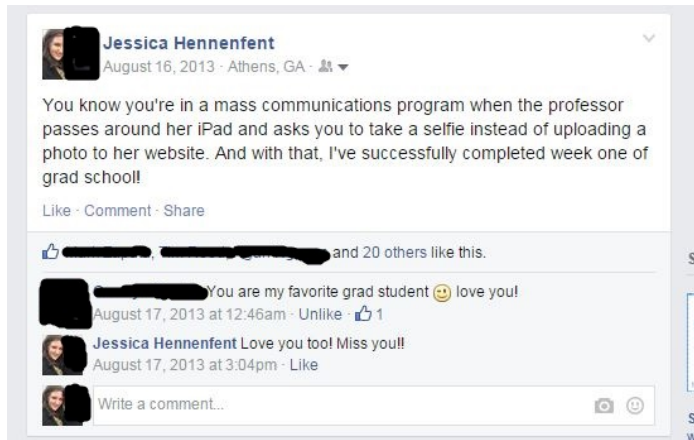 Jessica Hennenfent
August 16, 2013 · Athens, GA ·
You know you're in a mass communications program when the professor
passes around her iPad and asks you to take a selfie instead of uploading a
photo to her website. And with that, I've successfully completed week one of
grad school!
Like · Comment · Share
and 20 others like this.
You are my favorite grad student love you!
August 17, 2013 at 12:46am · Unlike · 1
Jessica Hennenfent Love you too! Miss you!!
August 17, 2013 at 3:04pm · Like
Write a comment...